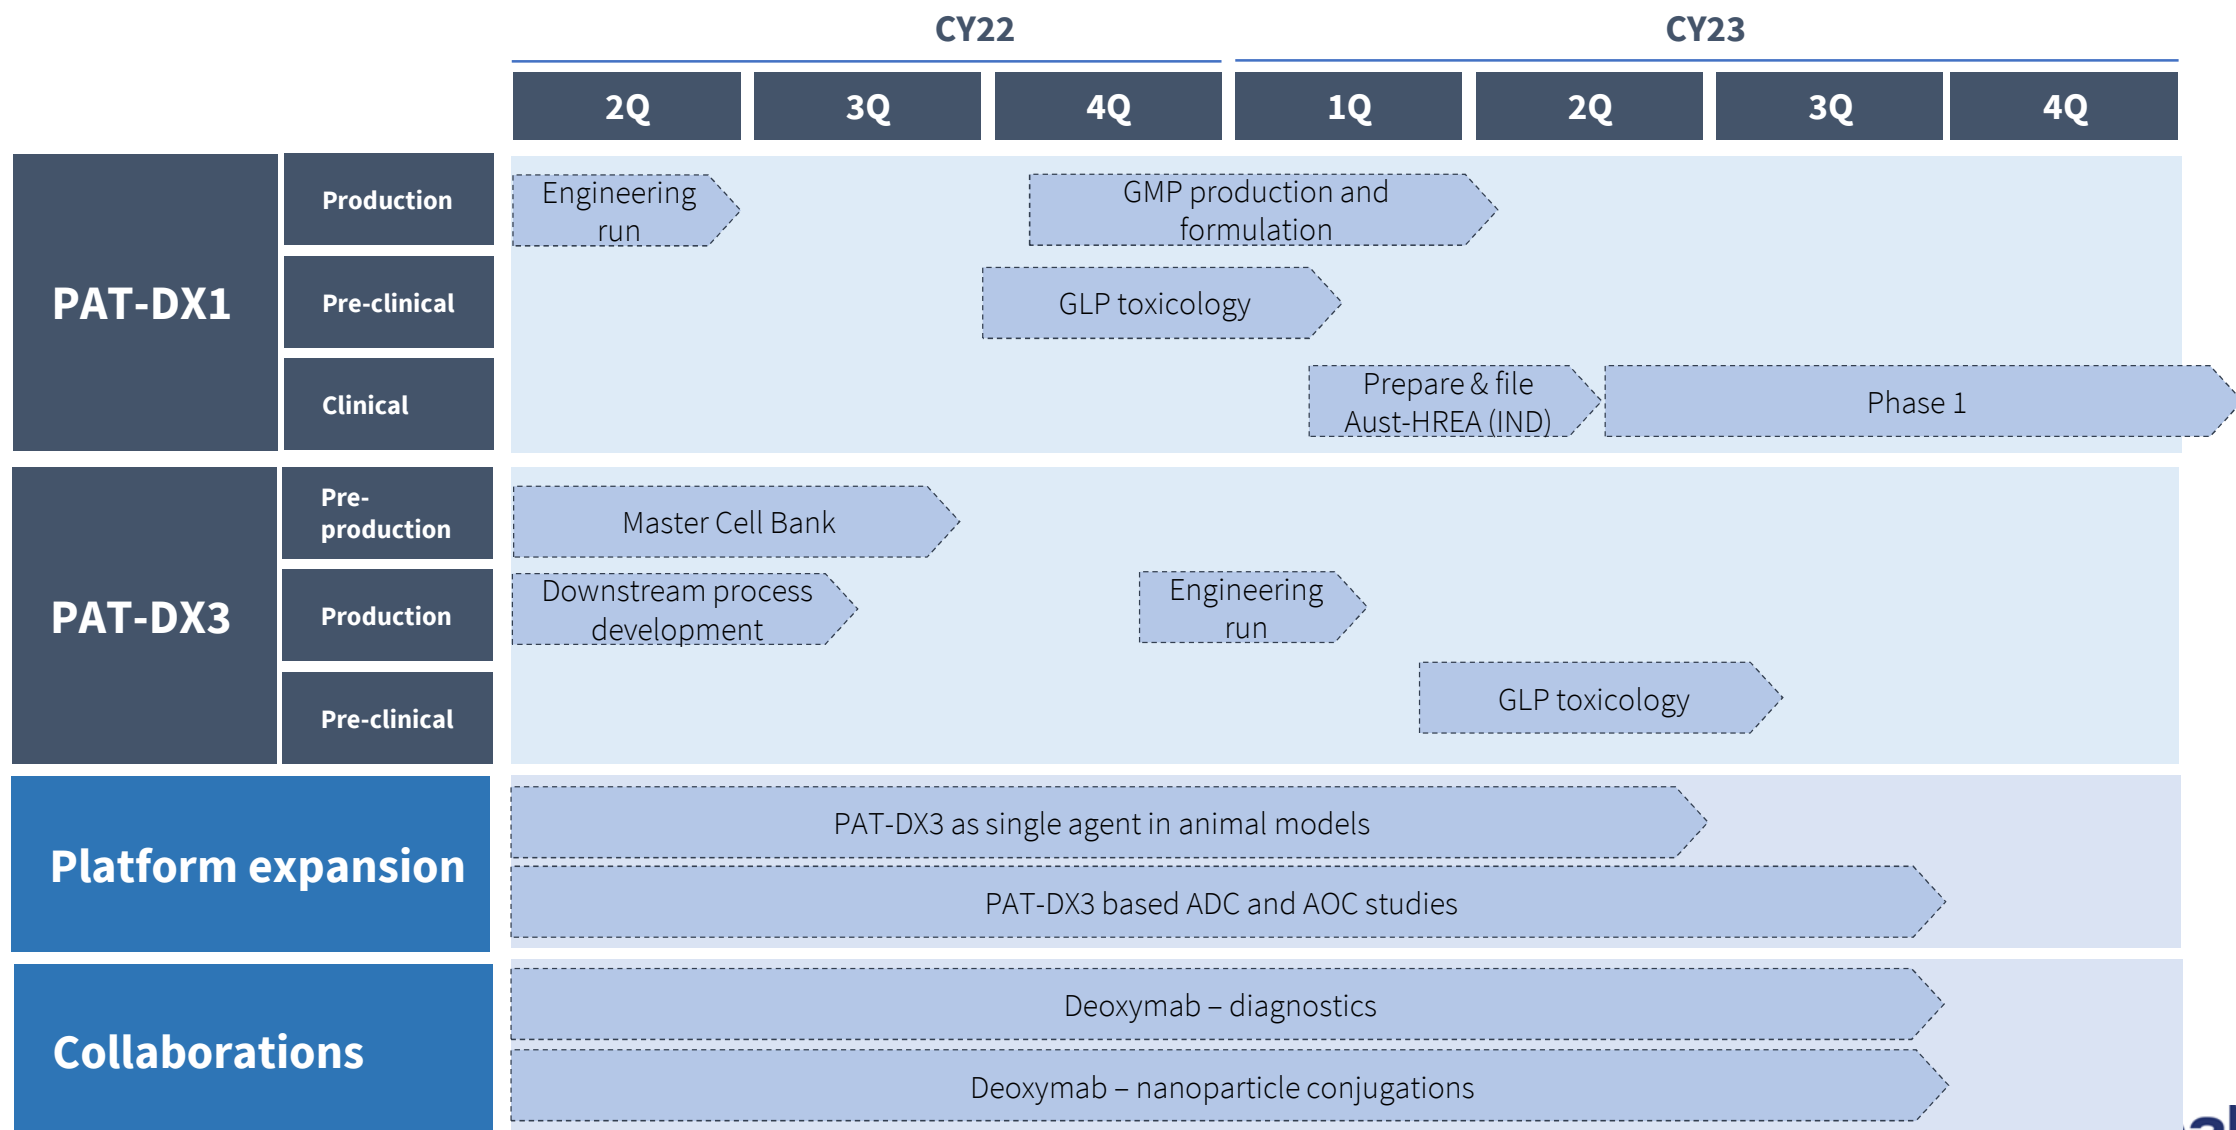 CY22
CY23
2Q
3Q
4Q
1Q
2Q
3Q
4Q
PAT-DX1
Production
Engineering
run
GMP production and
formulation
Pre-clinical
GLP toxicology
Clinical
Prepare & file
Aust-HREA (IND)
Phase 1
PAT-DX3
Pre-
production
Master Cell Bank
Production
Downstream process
development
Engineering
run
Pre-clinical
GLP toxicology
Platform expansion
PAT-DX3 as single agent in animal models
PAT-DX3 based ADC and AOC studies
Collaborations
Deoxymab – diagnostics
Deoxymab – nanoparticle conjugations